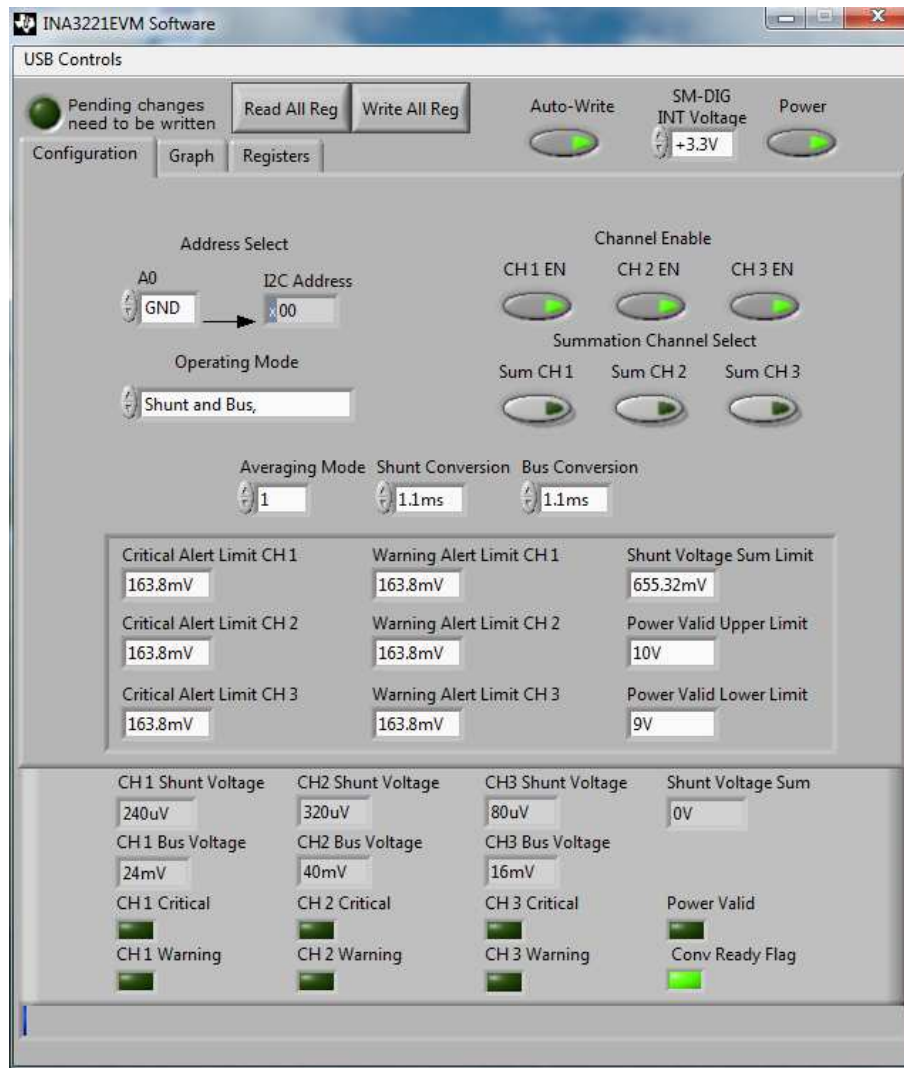 INA3221EVM Software
USB Controls
Pending changes need to be written
Read All Reg
Write All Reg
Auto-Write
SM-DIG
INT Voltage
+3.3V
Power
Configuration
Graph
Registers
Address Select
A0
GND
I2C Address
x00
Operating Mode
Shunt and Bus,
Channel Enable
CH 1 EN
CH 2 EN
CH 3 EN
Summation Channel Select
Sum CH 1
Sum CH 2
Sum CH 3
Averaging Mode
1
Shunt Conversion
1.1ms
Bus Conversion
1.1ms
Critical Alert Limit CH 1
163.8mV
Warning Alert Limit CH 1
163.8mV
Shunt Voltage Sum Limit
655.32mV
Critical Alert Limit CH 2
163.8mV
Warning Alert Limit CH 2
163.8mV
Power Valid Upper Limit
10V
Critical Alert Limit CH 3
163.8mV
Warning Alert Limit CH 3
163.8mV
Power Valid Lower Limit
9V
CH 1 Shunt Voltage
240uV
CH2 Shunt Voltage
320uV
CH3 Shunt Voltage
80uV
Shunt Voltage Sum
0V
CH 1 Bus Voltage
24mV
CH2 Bus Voltage
40mV
CH3 Bus Voltage
16mV
CH 1 Critical
CH 2 Critical
CH 3 Critical
Power Valid
CH 1 Warning
CH 2 Warning
CH 3 Warning
Conv Ready Flag